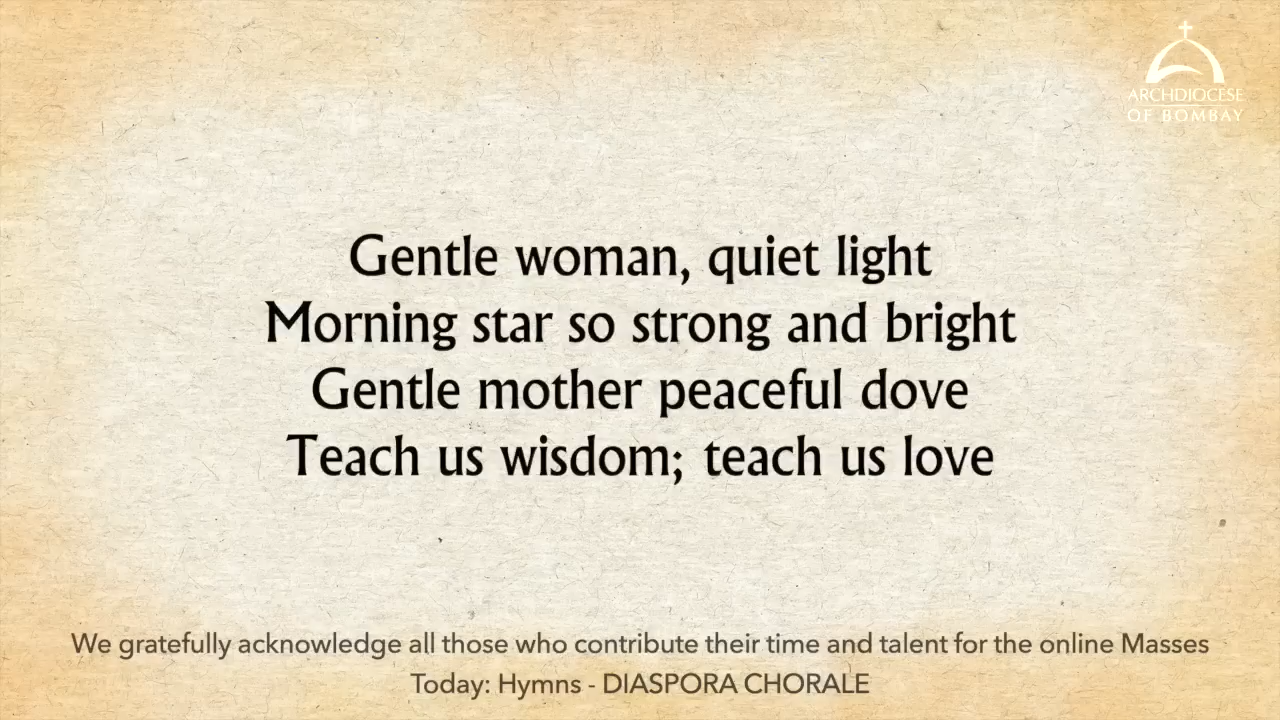 ARCHDIOCESE
OF BOMBAY
Gentle woman, quiet light
Morning star so strong and bright
Gentle mother peaceful dove
Teach us wisdom; teach us love
We gratefully acknowledge all those who contribute their time and talent for the online Masses
Today: Hymns - DIASPORA CHORALE